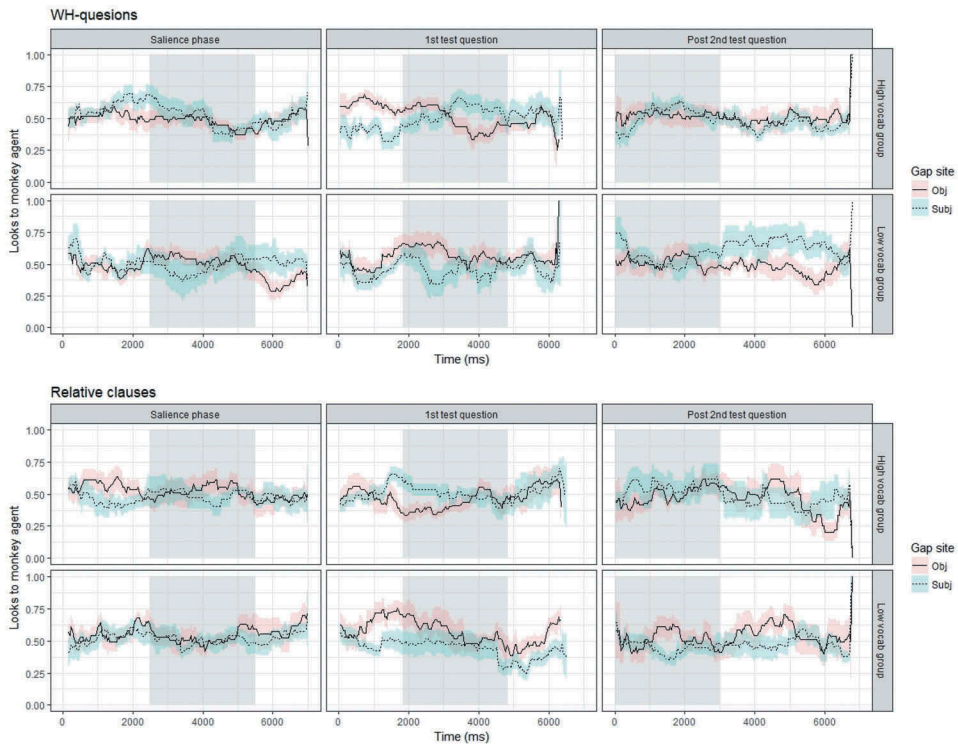 WH-quesions
Salience phase
1st test question
Post 2nd test question
1.00
0.75
0.50
0.25
0.00
High vocab group
1.00
0.75
0.50
0.25
0.00
Low vocab group
Looks to monkey agent
0 2000 4000 6000
0 2000 4000 6000
0 2000 4000 6000
Time (ms)
Gap site
Obj
Subj
Relative clauses
Salience phase
1st test question
Post 2nd test question
1.00
0.75
0.50
0.25
0.00
High vocab group
1.00
0.75
0.50
0.25
0.00
Low vocab group
Looks to monkey agent
0 2000 4000 6000
0 2000 4000 6000
0 2000 4000 6000
Time (ms)
Gap site
Obj
Subj